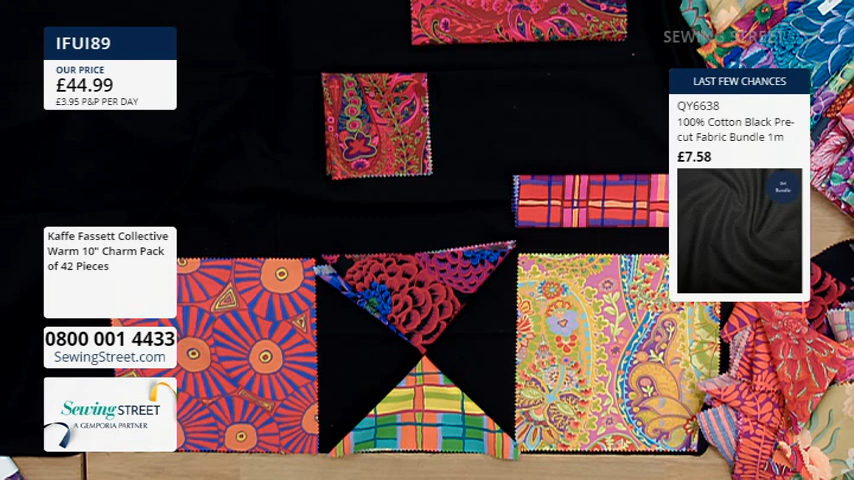 IFUI89
OUR PRICE
£44.99
£3.95 P&P PER DAY
Kaffe Fassett Collective
Warm 10" Charm Pack
of 42 Pieces
0800 001 4433
SewingStreet.com
Sewing STREET
A GEMPORIA PARTNER
SEWING STREET
LAST FEW CHANCES
QY6638
100% Cotton Black Pre-
cut Fabric Bundle 1m
£7.58
Bundle